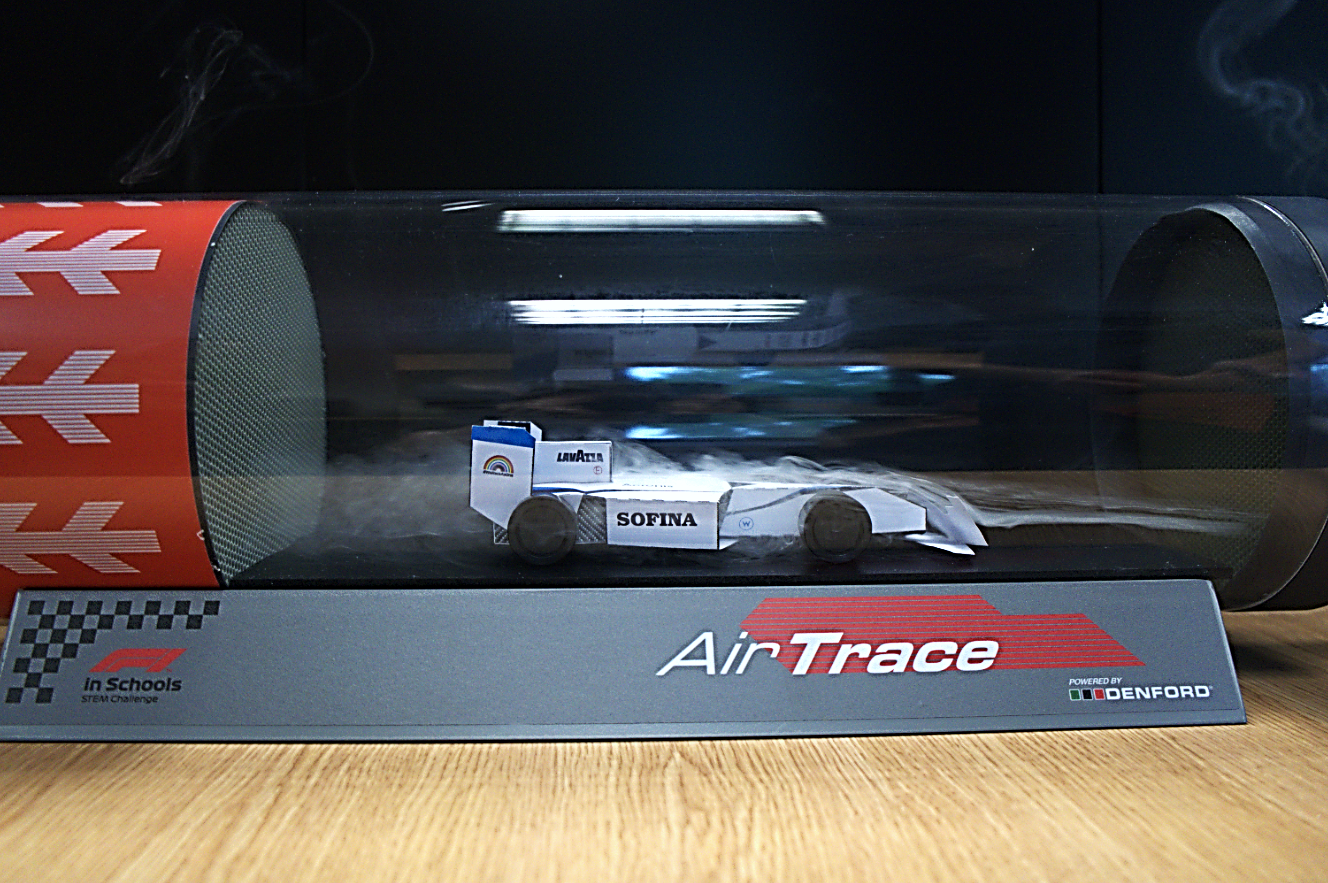 LAVAZZA
SOFINA
W
in Schools
STEM Challenge
AirTrace
POWERED BY
DENFORD